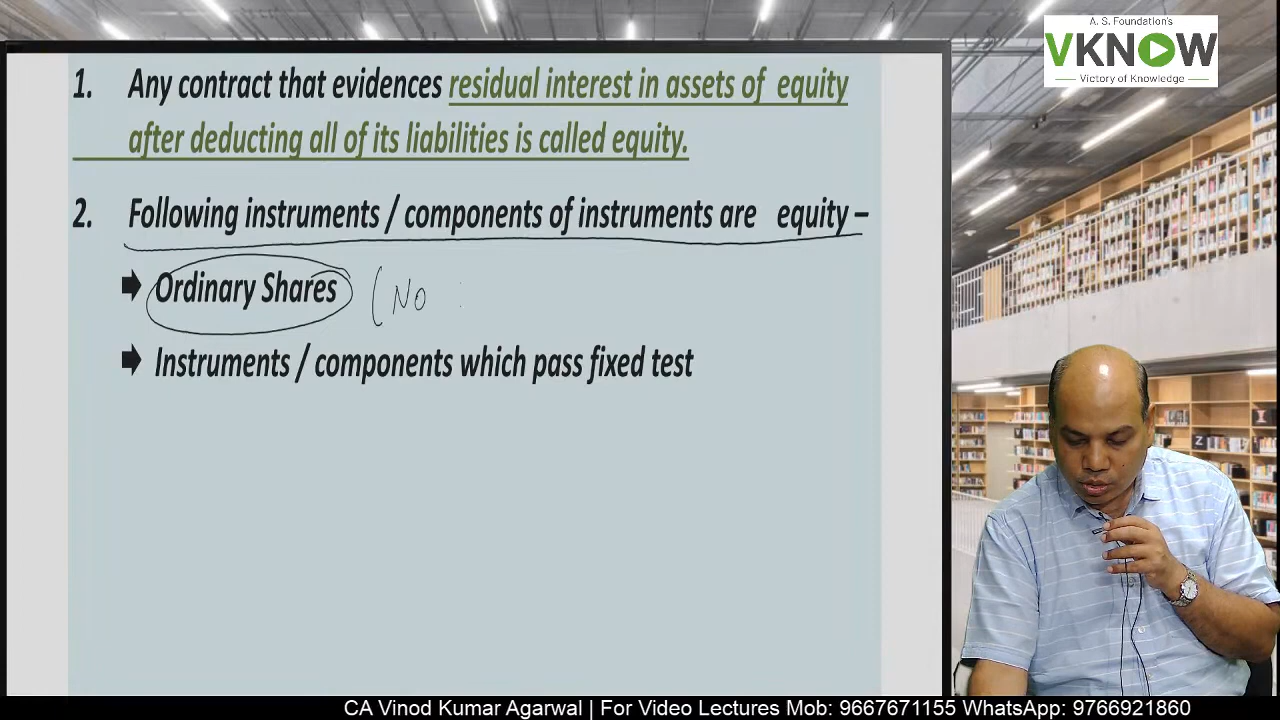 A. S. Foundation's
VKNOW
Victory of Knowledge
1. Any contract that evidences residual interest in assets of equity
after deducting all of its liabilities is called equity.
2. Following instruments / components of instruments are equity –
Ordinary Shares (No
Instruments / components which pass fixed test
CA Vinod Kumar Agarwal | For Video Lectures Mob: 9667671155 WhatsApp: 9766921860